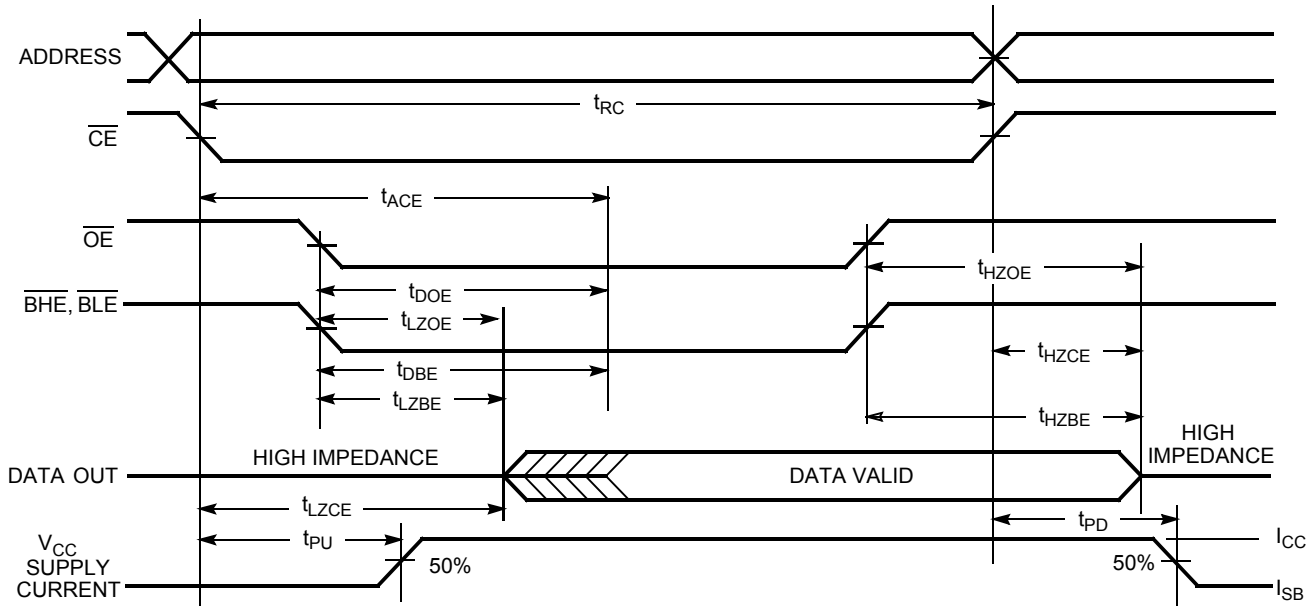 ADDRESS
tRC
CE
tACE
OE
tHZOE
tDOE
BHE, BLE
tLZOE
tHZCE
tDBE
tLZBE
tHZBE
HIGH
IMPEDANCE
HIGH IMPEDANCE
DATA OUT
DATA VALID
tLZCE
tPD
tPU
VCC
SUPPLY
CURRENT
50%
50%
ICC
ISB